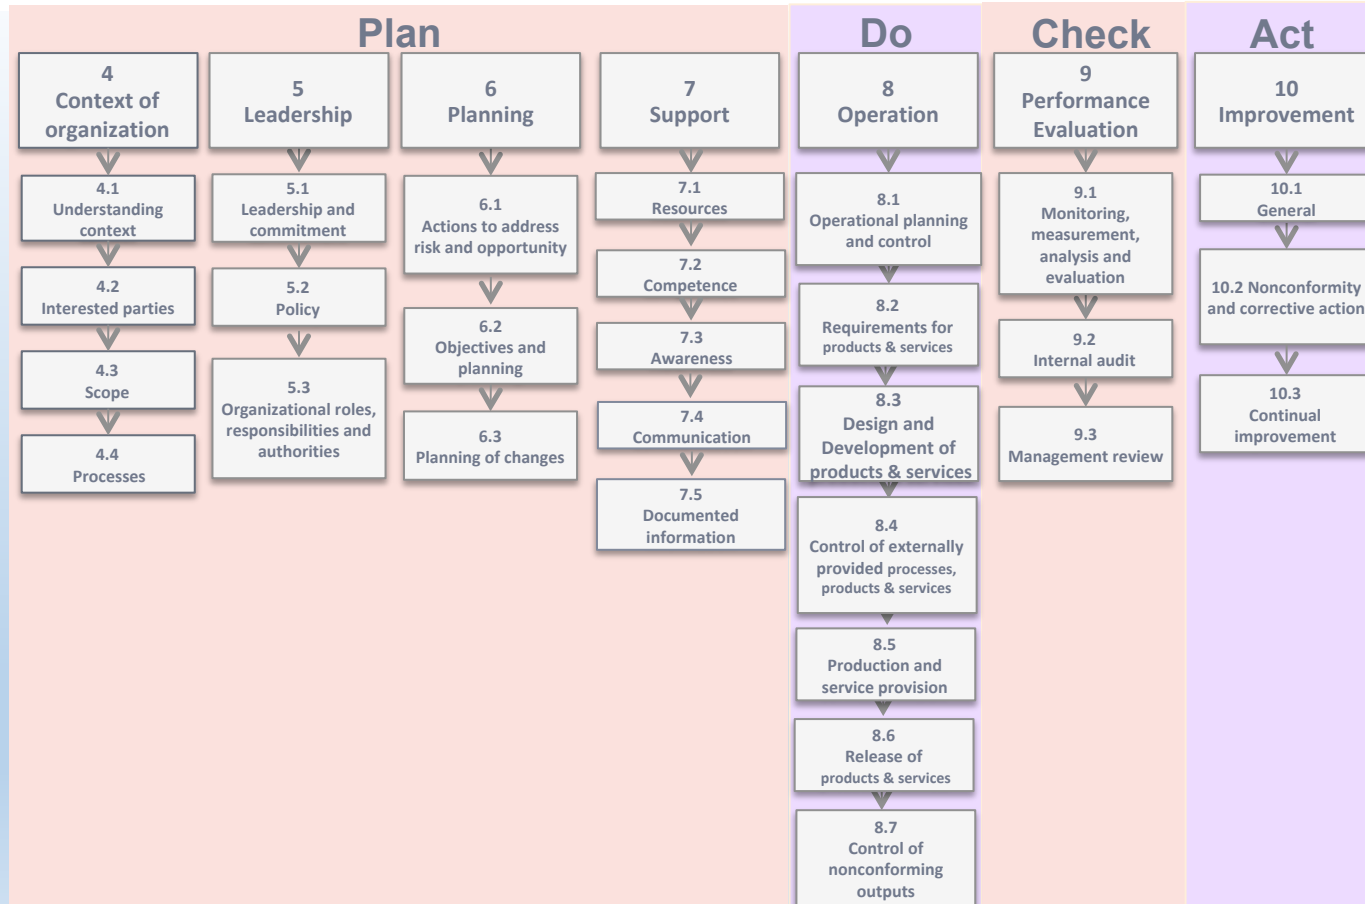 Plan
4
Context of
organization
4.1
Understanding
context
4.2
Interested parties
4.3
Scope
4.4
Processes
5
Leadership
5.1
Leadership and
commitment
5.2
Policy
5.3
Organizational roles,
responsibilities and
authorities
6
Planning
6.1
Actions to address
risk and opportunity
6.2
Objectives and
planning
6.3
Planning of changes
7
Support
7.1
Resources
7.2
Competence
7.3
Awareness
7.4
Communication
7.5
Documented
information
Do
8
Operation
8.1
Operational planning
and control
8.2
Requirements for
products & services
8.3
Design and
Development of
products & services
8.4
Control of externally
provided processes,
products & services
8.5
Production and
service provision
8.6
Release of
products & services
8.7
Control of
nonconforming
outputs
Check
9
Performance
Evaluation
9.1
Monitoring,
measurement,
analysis and
evaluation
9.2
Internal audit
9.3
Management review
Act
10
Improvement
10.1
General
10.2 Nonconformity
and corrective action
10.3
Continual
improvement